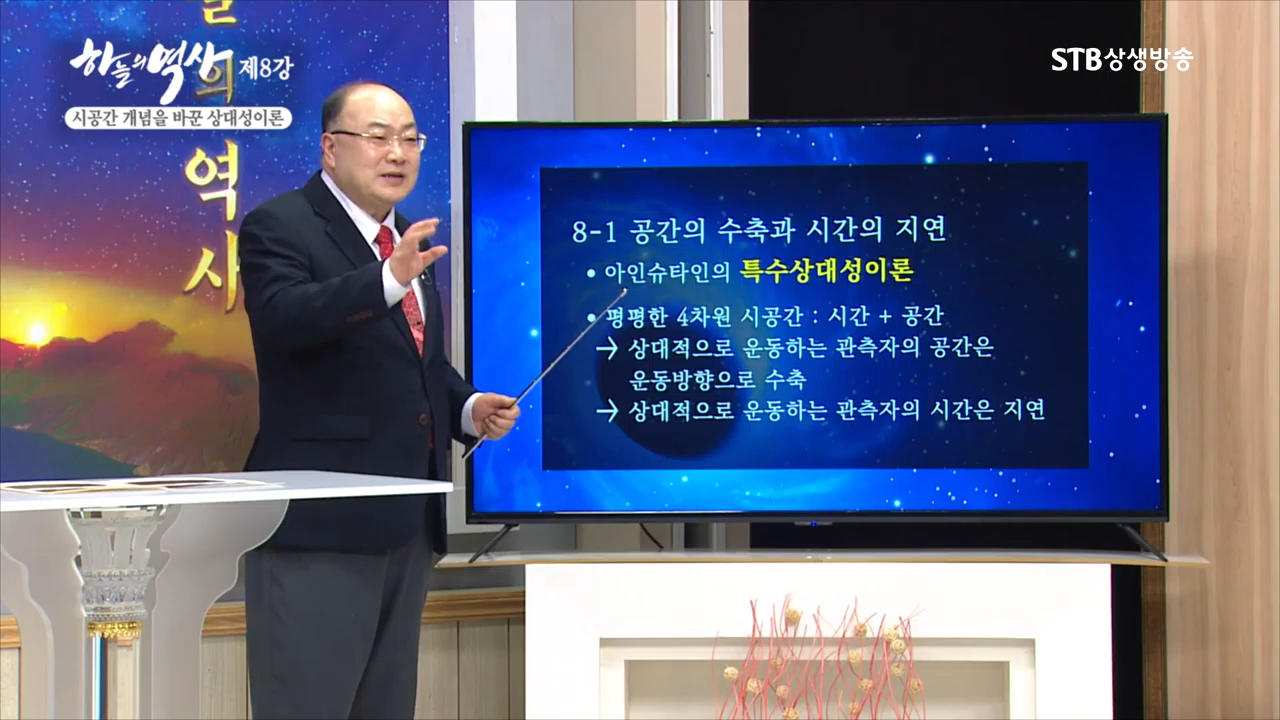 하늘의 역사 제8강
시공간 개념을 바꾼 상대성이론
STB상생방송
의
역
사
8-1 공간의 수축과 시간의 지연
• 아인슈타인의 특수상대성이론
• 평평한 4차원 시공간 : 시간 + 공간
→ 상대적으로 운동하는 관측자의 공간은
운동방향으로 수축
→ 상대적으로 운동하는 관측자의 시간은 지연